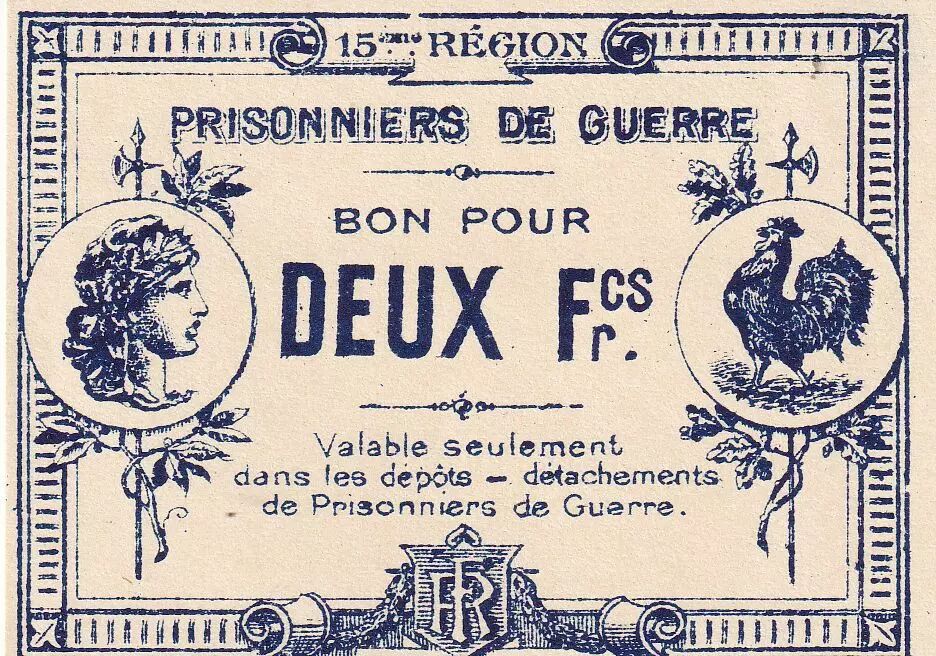 15ème RÉGION
PRISONNIERS DE GUERRE
BON POUR
DEUX Fcs
Fr.
Valable seulement
dans les dépôts – détachements
de Prisonniers de Guerre.
RF